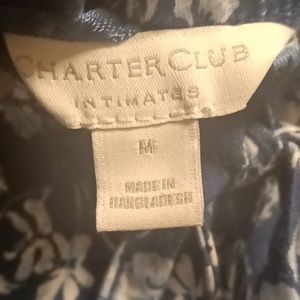 CHARTER CLUB
INTIMATES
M
MADE IN
BANGLADESH